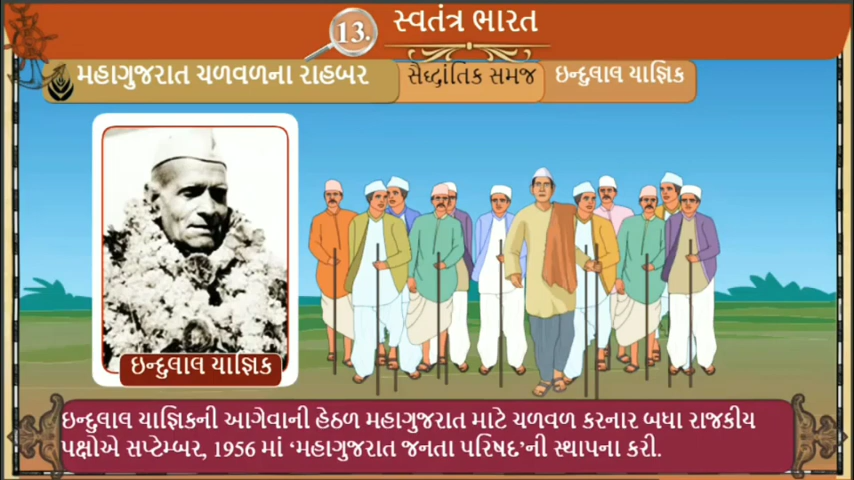 13.
સ્વતંત્ર ભારત
મહાગુજરાત ચળવળના રાહબર
સૈદ્ધાંતિક સમજ
ઇન્દુલાલ યાજ્ઞિક
ઇન્દુલાલ યાજ્ઞિક
ઇન્દુલાલ યાજ્ઞિકની આગેવાની હેઠળ મહાગુજરાત માટે ચળવળ કરનાર બધા રાજકીય
પક્ષોએ સપ્ટેમ્બર, 1956 માં ‘મહાગુજરાત જનતા પરિષદ’ની સ્થાપના કરી.